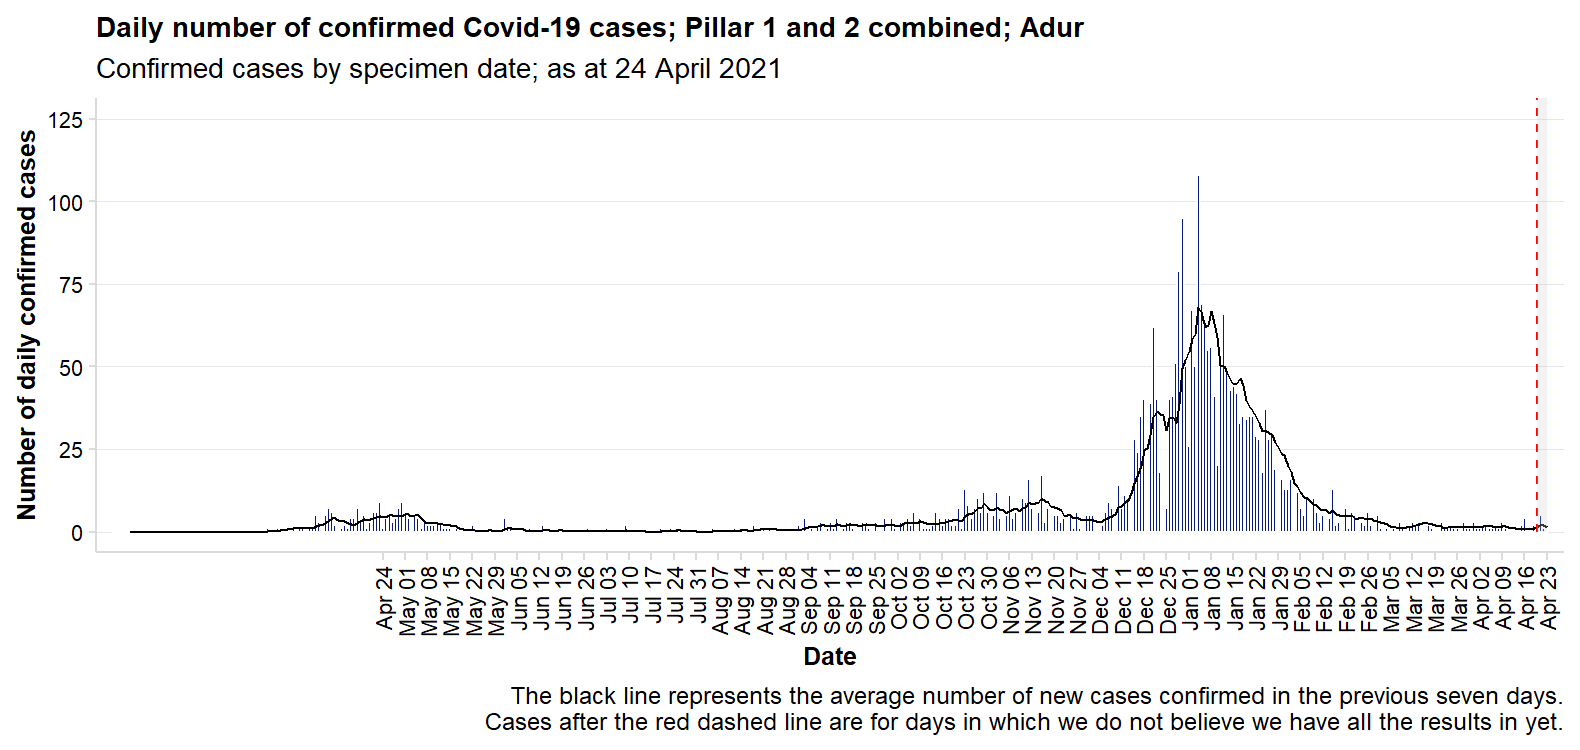 Daily number of confirmed Covid-19 cases; Pillar 1 and 2 combined; Adur
Confirmed cases by specimen date; as at 24 April 2021
Number of daily confirmed cases
125
100
75
50
25
0
Apr 24
May 01
May 08
May 15
May 22
May 29
Jun 05
Jun 12
Jun 19
Jun 26
Jul 03
Jul 10
Jul 17
Jul 24
Jul 31
Aug 07
Aug 14
Aug 21
Aug 28
Sep 04
Sep 11
Sep 18
Sep 25
Oct 02
Oct 09
Oct 16
Oct 23
Oct 30
Nov 06
Nov 13
Nov 20
Nov 27
Dec 04
Dec 11
Dec 18
Dec 25
Jan 01
Jan 08
Jan 15
Jan 22
Jan 29
Feb 05
Feb 12
Feb 19
Feb 26
Mar 05
Mar 12
Mar 19
Mar 26
Apr 02
Apr 09
Apr 16
Apr 23
Date
The black line represents the average number of new cases confirmed in the previous seven days.
Cases after the red dashed line are for days in which we do not believe we have all the results in yet.